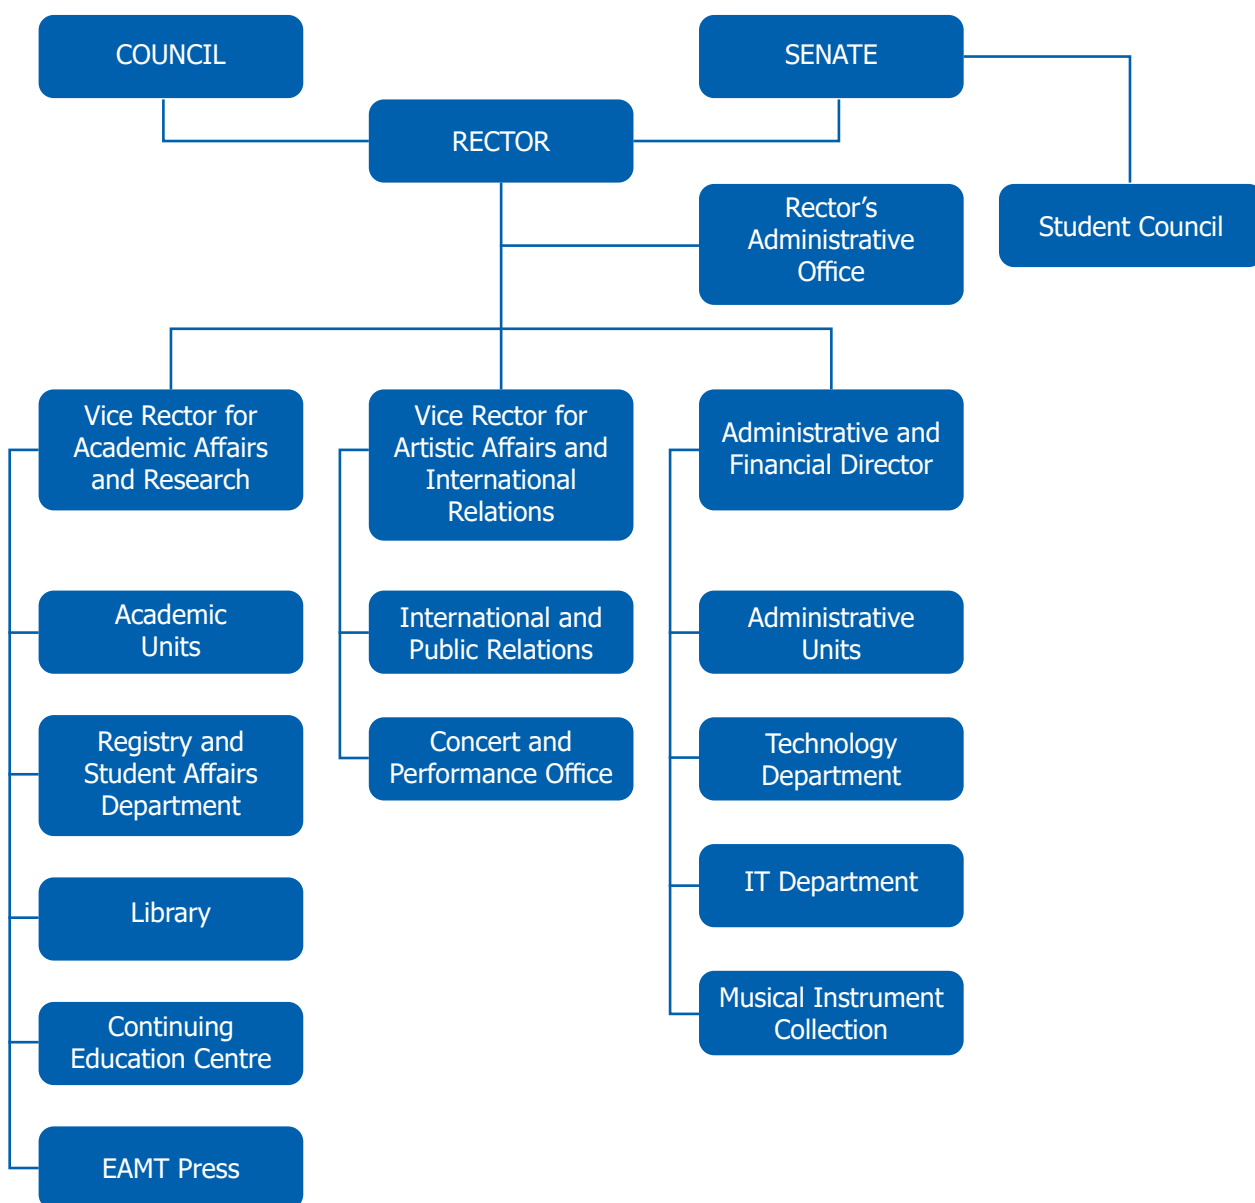 COUNCIL
SENATE
RECTOR
Rector’s
Administrative
Office
Student Council
Vice Rector for
Academic Affairs
and Research
Vice Rector for
Artistic Affairs and
International
Relations
Administrative and
Financial Director
Academic
Units
International and
Public Relations
Administrative
Units
Registry and
Student Affairs
Department
Concert and
Performance Office
Technology
Department
Library
IT Department
Continuing
Education Centre
Musical Instrument
Collection
EAMT Press